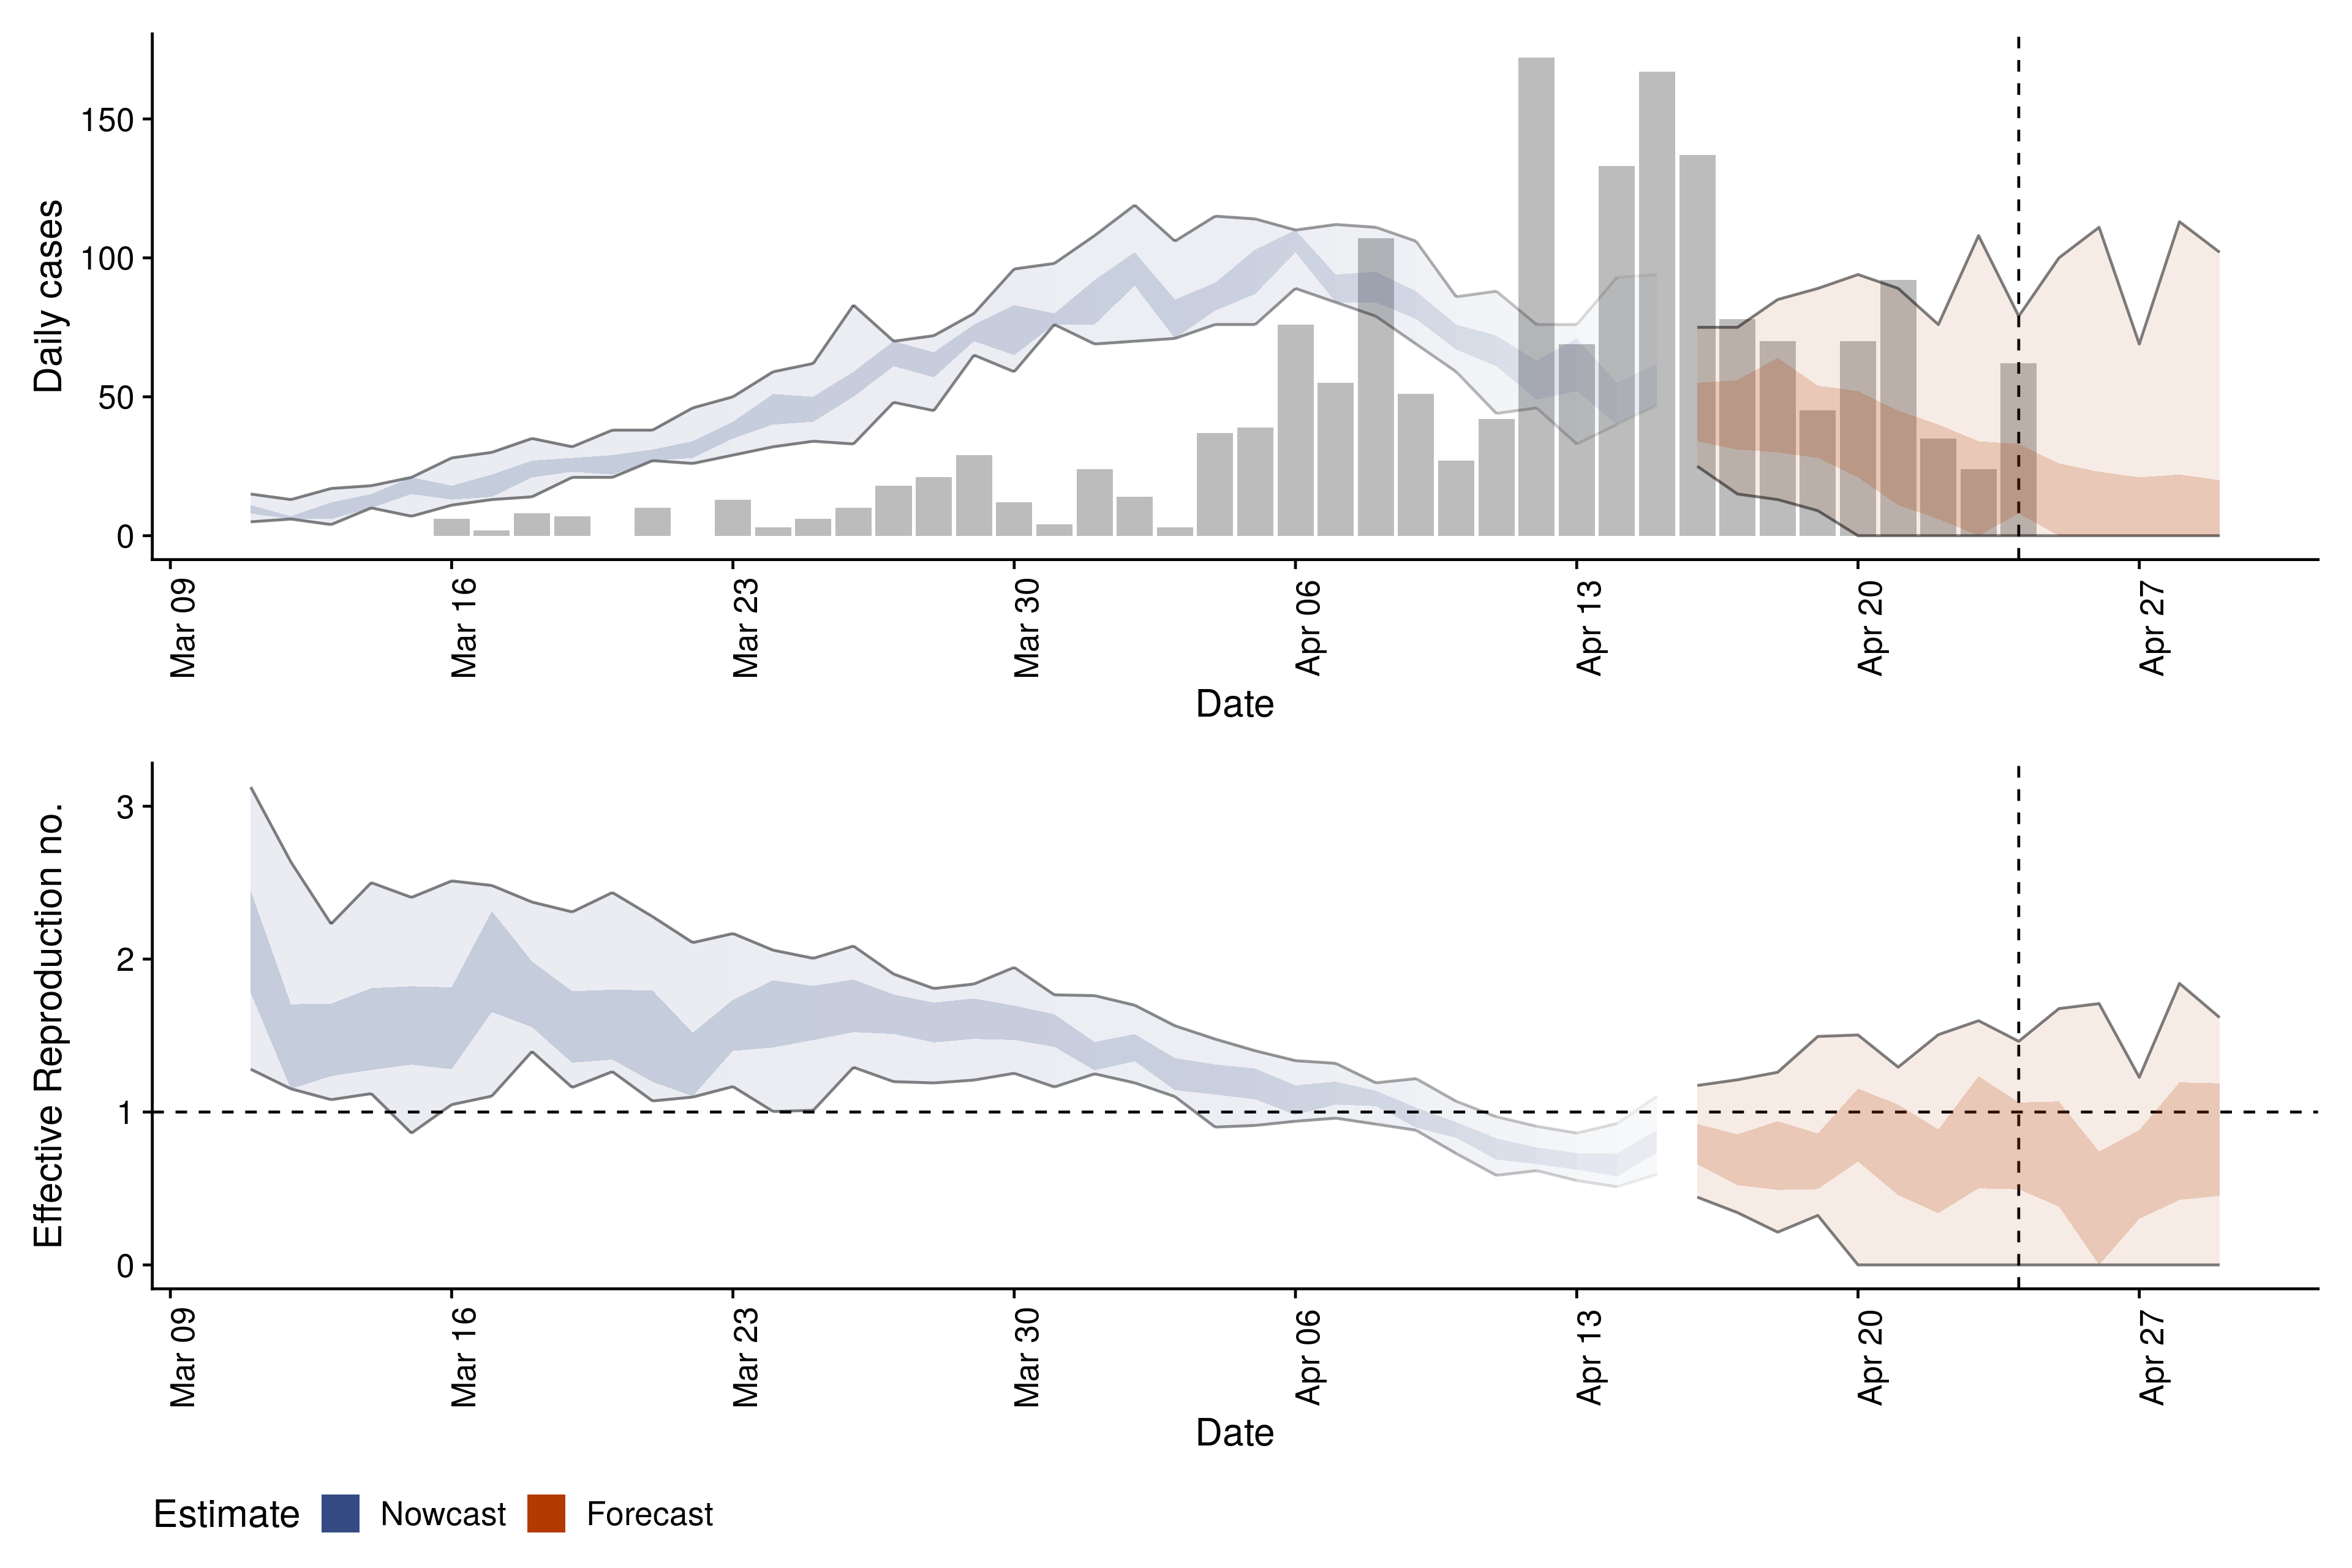 Daily cases
150
100
50
0
Mar 09
Mar 16
Mar 23
Mar 30
Apr 06
Apr 13
Apr 20
Apr 27
Date
Effective Reproduction no.
3
2
1
0
Mar 09
Mar 16
Mar 23
Mar 30
Apr 06
Apr 13
Apr 20
Apr 27
Date
Estimate Nowcast Forecast